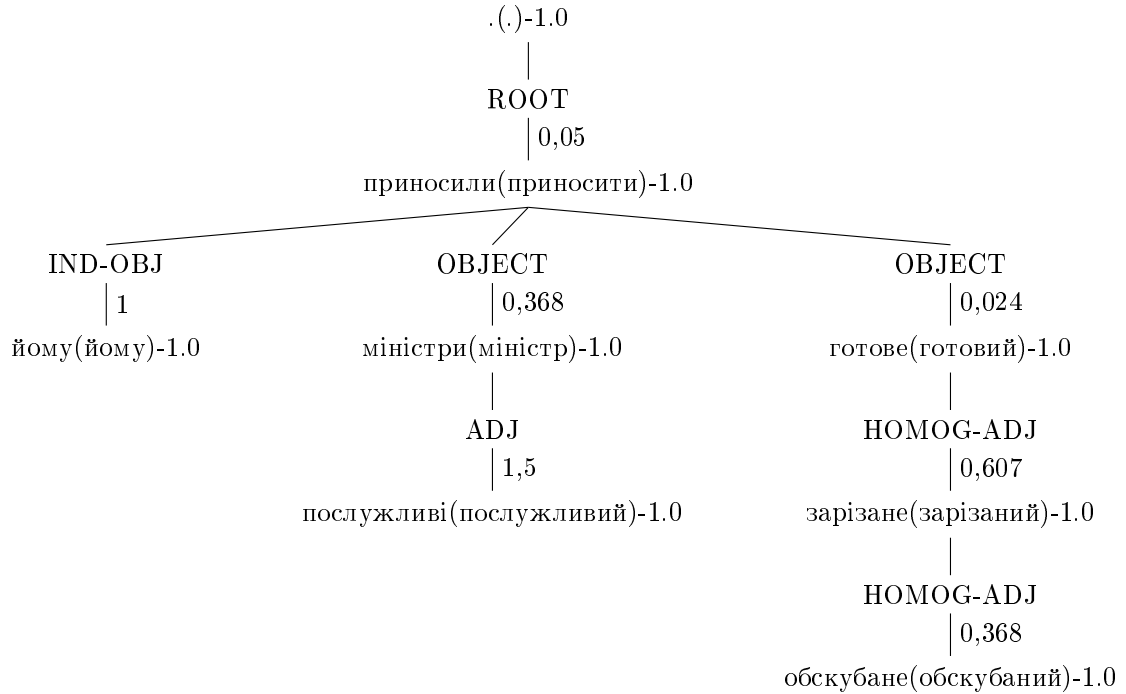 .(.)-1.0
ROOT
0,05
приносили(приносити)-1.0
IND-OBJ OBJECT OBJECT
1 0,368 0,024
йому(йому)-1.0 міністри(міністр)-1.0 готове(готовий)-1.0
ADJ HOMOG-ADJ
1,5 0,607
послужливі(послужливий)-1.0 зарізане(зарізаний)-1.0
HOMOG-ADJ
0,368
обскубане(обскубаний)-1.0